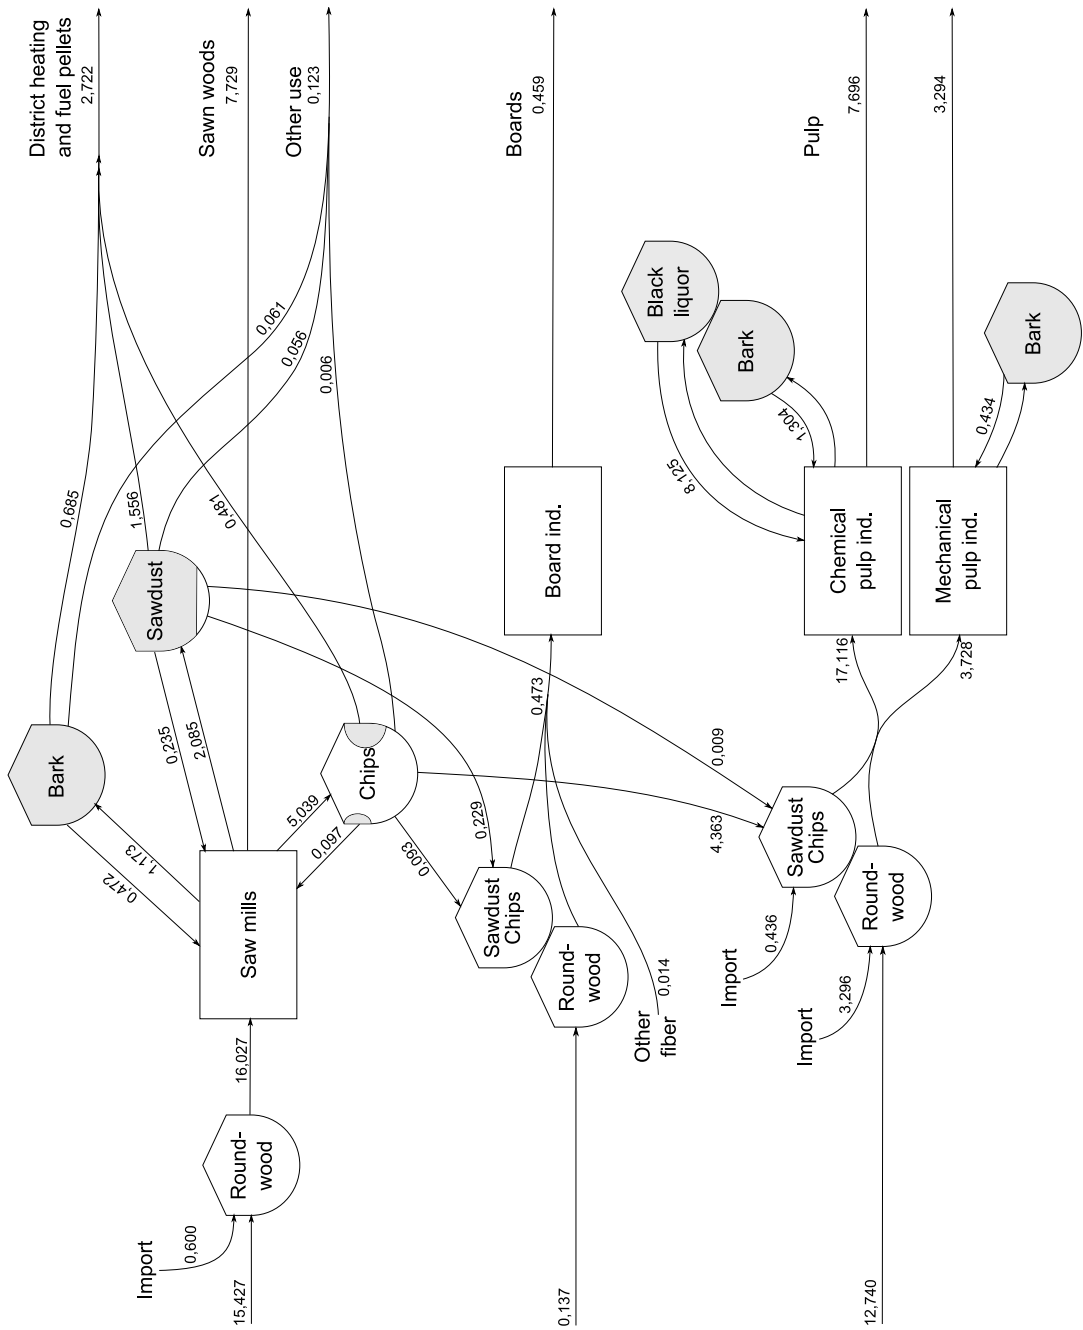 District heating
and fuel pellets
2,722
Sawn woods
7,729
Other use
0,123
Boards
0,459
Pulp
7,696
3,294
0,061
0,056
0,006
0,685
1,556
0,481
Black
liquor
Bark
Bark
8,125
1,304
0,434
Sawdust
Board ind.
Chemical
pulp ind.
Mechanical
pulp ind.
17,116
3,728
0,473
Bark
0,235
2,085
Chips
5,039
0,097
0,093
0,229
0,009
4,363
1,173
0,472
Saw mills
Sawdust
Chips
Round-
wood
Sawdust
Chips
Round-
wood
Import
0,436
Import
3,296
Other
fiber
0,014
16,027
Round-
wood
Import
0,600
15,427
0,137
12,740